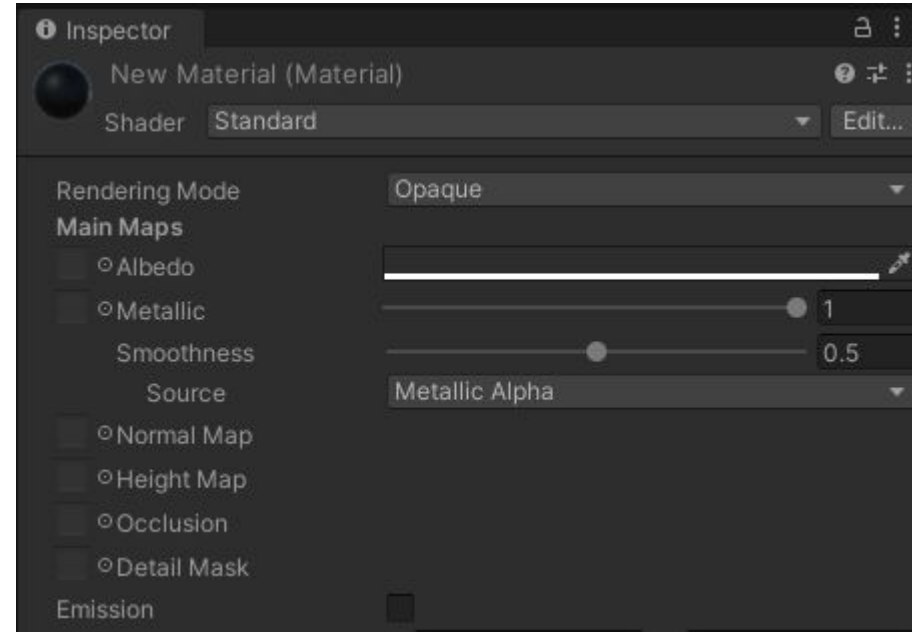 Inspector
New Material (Material)
Shader Standard Edit...
Rendering Mode Opaque
Main Maps
Albedo
Metallic 1
Smoothness 0.5
Source Metallic Alpha
Normal Map
Height Map
Occlusion
Detail Mask
Emission